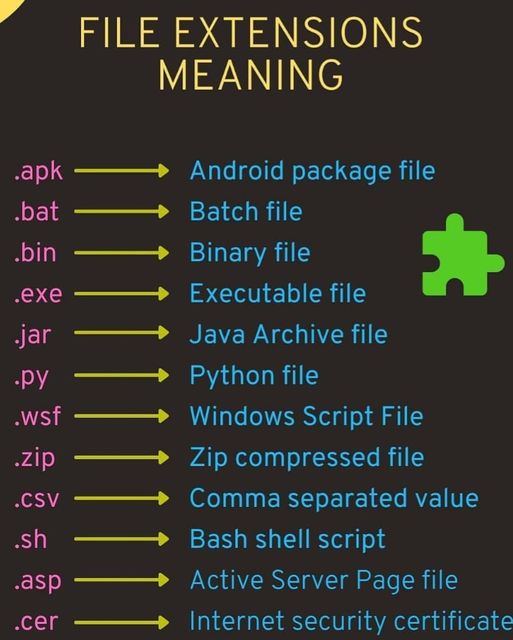 FILE EXTENSIONS
MEANING
.apk Android package file
.bat Batch file
.bin Binary file
.exe Executable file
.jar Java Archive file
.py Python file
.wsf Windows Script File
.zip Zip compressed file
.csv Comma separated value
.sh Bash shell script
.asp Active Server Page file
.cer Internet security certificate